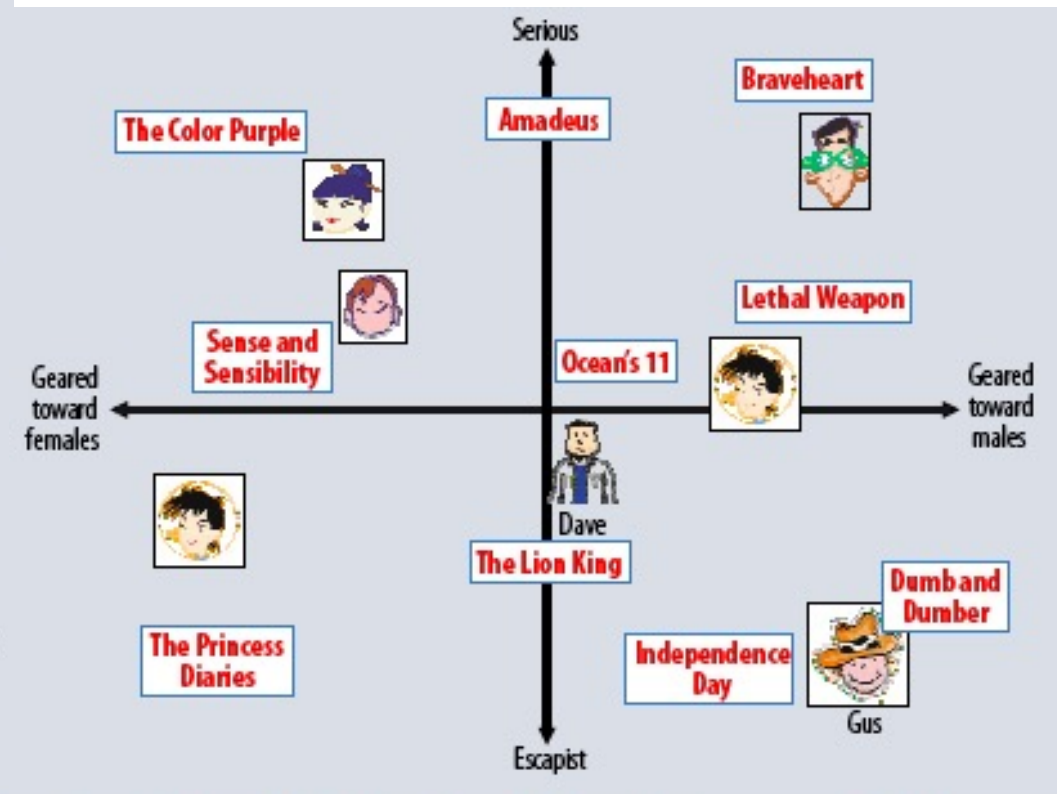 Serious
Braveheart
Amadeus
The Color Purple
Lethal Weapon
Sense and
Sensibility
Ocean's 11
Geared
toward
females
Geared
toward
males
Dave
The Lion King
Dumb and
Dumber
The Princess
Diaries
Independence
Day
Gus
Escapist